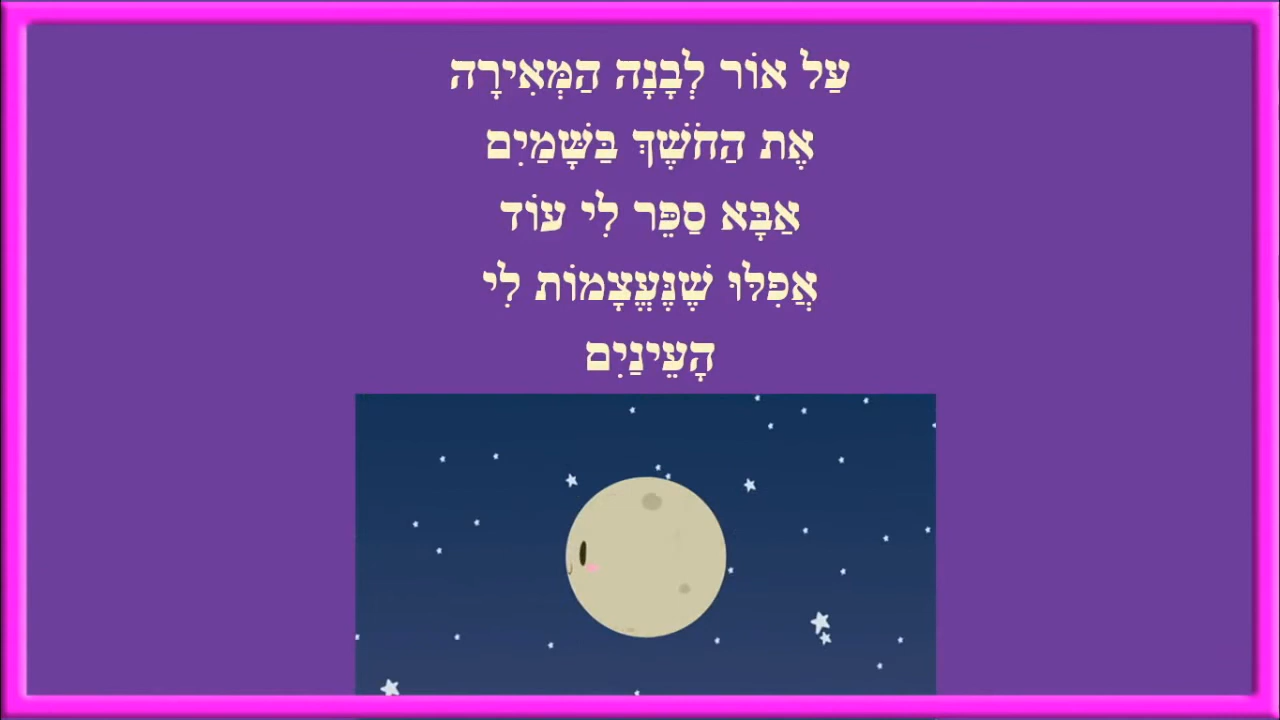 עַל אוֹר לְבָנָה הַמְּאִירָה
אֶת הַחֹשֶׁךְ בַּשָּׁמַיִם
אַבָּא סַפֵּר לִי עוֹד
אֲפִלּוּ שֶׁנֶּעֱצָמוֹת לִי
הָעֵינַיִם